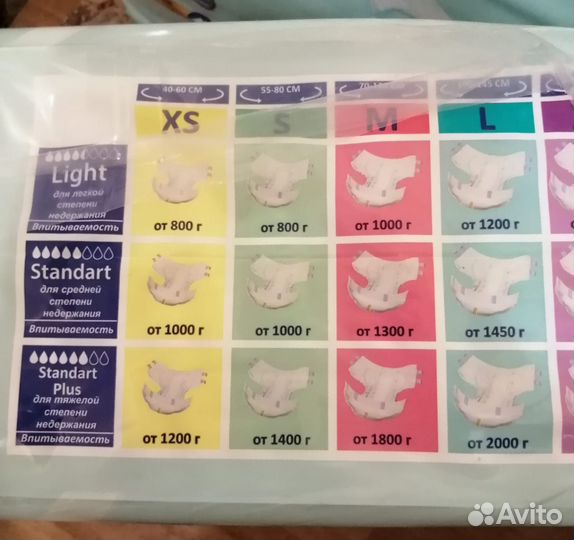 40-60 СМ 55-80 СМ
XS S M L
Light
для легкой
степени
недержания
Впитываемость
от 800 г от 800 г от 1000 г от 1200 г
Standart
для средней
степени
недержания
Впитываемость
от 1000 г от 1000 г от 1300 г от 1450 г
Standart
Plus
для тяжелой
степени
недержания
Впитываемость
от 1200 г от 1400 г от 1800 г от 2000 г
Avito